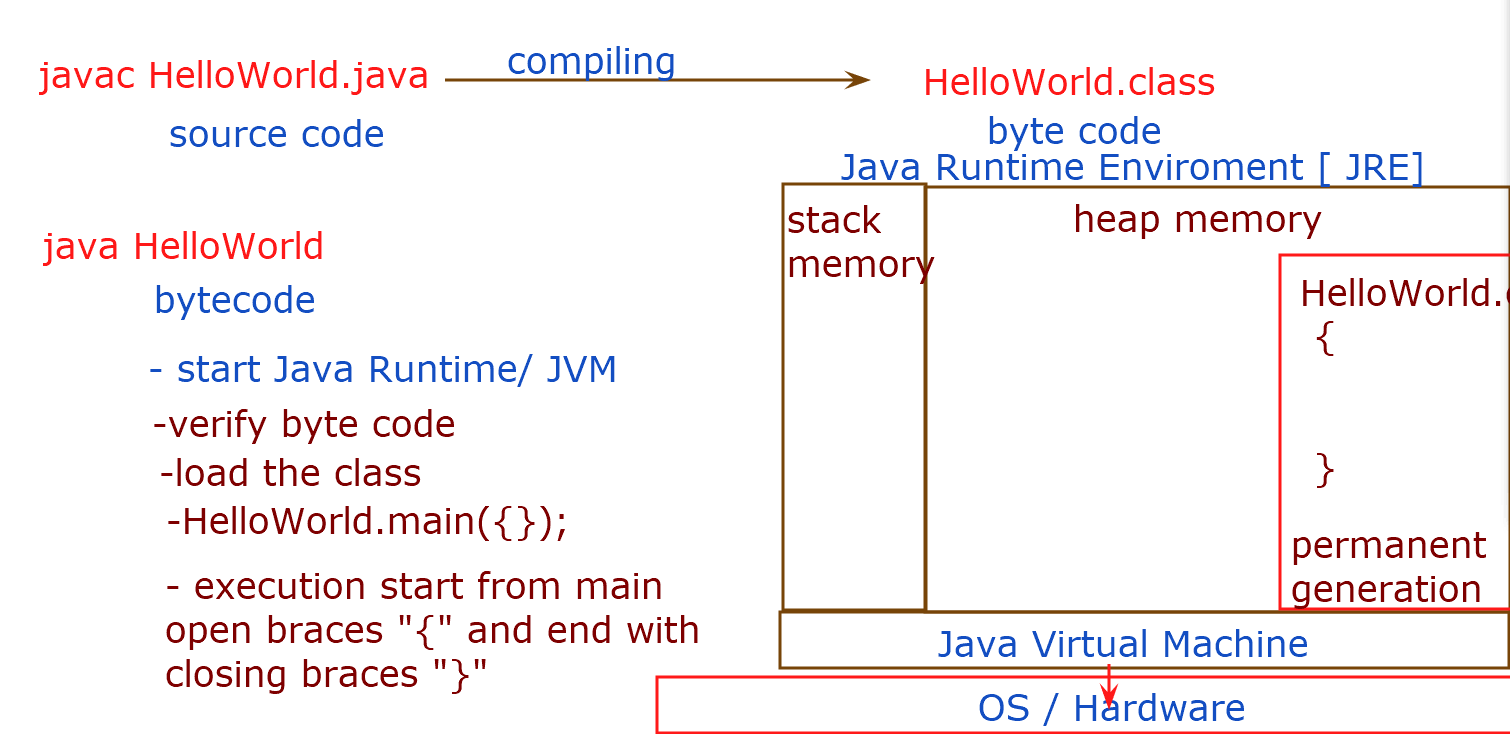 javac HelloWorld.java
compiling
HelloWorld.class
source code
byte code
Java Runtime Enviroment [ JRE]
java HelloWorld
bytecode
- start Java Runtime/ JVM
-verify byte code
-load the class
-HelloWorld.main({});
- execution start from main
open braces "{" and end with
closing braces "}"
stack
memory
heap memory
HelloWorld.
{
}
permanent
generation
Java Virtual Machine
OS / Hardware